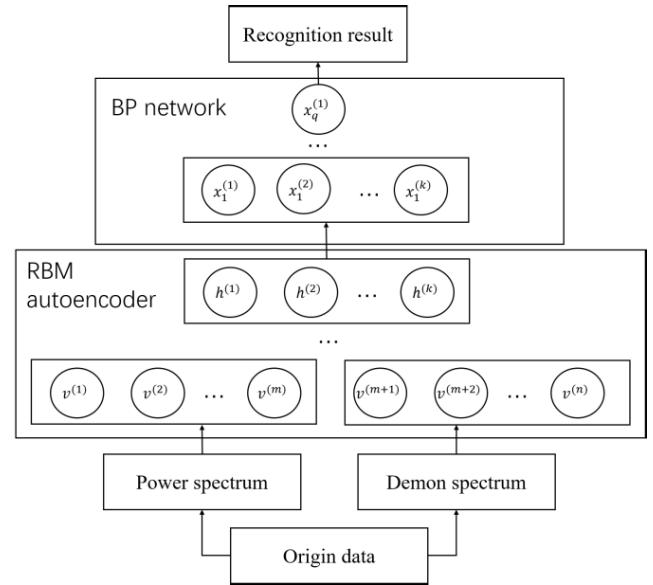 Recognition result
BP network
x_q^(1)
...
x_1^(1) x_1^(2) ... x_1^(k)
RBM
autoencoder
h^(1) h^(2) ... h^(k)
...
v^(1) v^(2) ... v^(m) v^(m+1) v^(m+2) ... v^(n)
Power spectrum Demon spectrum
Origin data